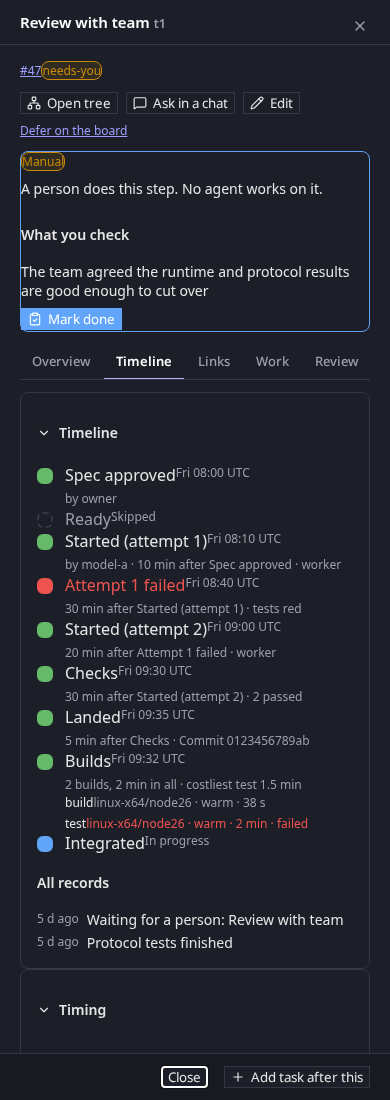 Review with team t1
#47 needs-you
Open tree Ask in a chat Edit
Defer on the board
Manual
A person does this step. No agent works on it.
What you check
The team agreed the runtime and protocol results
are good enough to cut over
Mark done
Overview Timeline Links Work Review
Timeline
Spec approved Fri 08:00 UTC
by owner
Ready Skipped
Started (attempt 1) Fri 08:10 UTC
by model-a · 10 min after Spec approved · worker
Attempt 1 failed Fri 08:40 UTC
30 min after Started (attempt 1) · tests red
Started (attempt 2) Fri 09:00 UTC
20 min after Attempt 1 failed · worker
Checks Fri 09:30 UTC
30 min after Started (attempt 2) · 2 passed
Landed Fri 09:35 UTC
5 min after Checks · Commit 0123456789ab
Builds Fri 09:32 UTC
2 builds, 2 min in all · costliest test 1.5 min
build linux-x64/node26 · warm · 38 s
test linux-x64/node26 · warm · 2 min · failed
Integrated In progress
All records
5 d ago Waiting for a person: Review with team
5 d ago Protocol tests finished
Timing
Close Add task after this